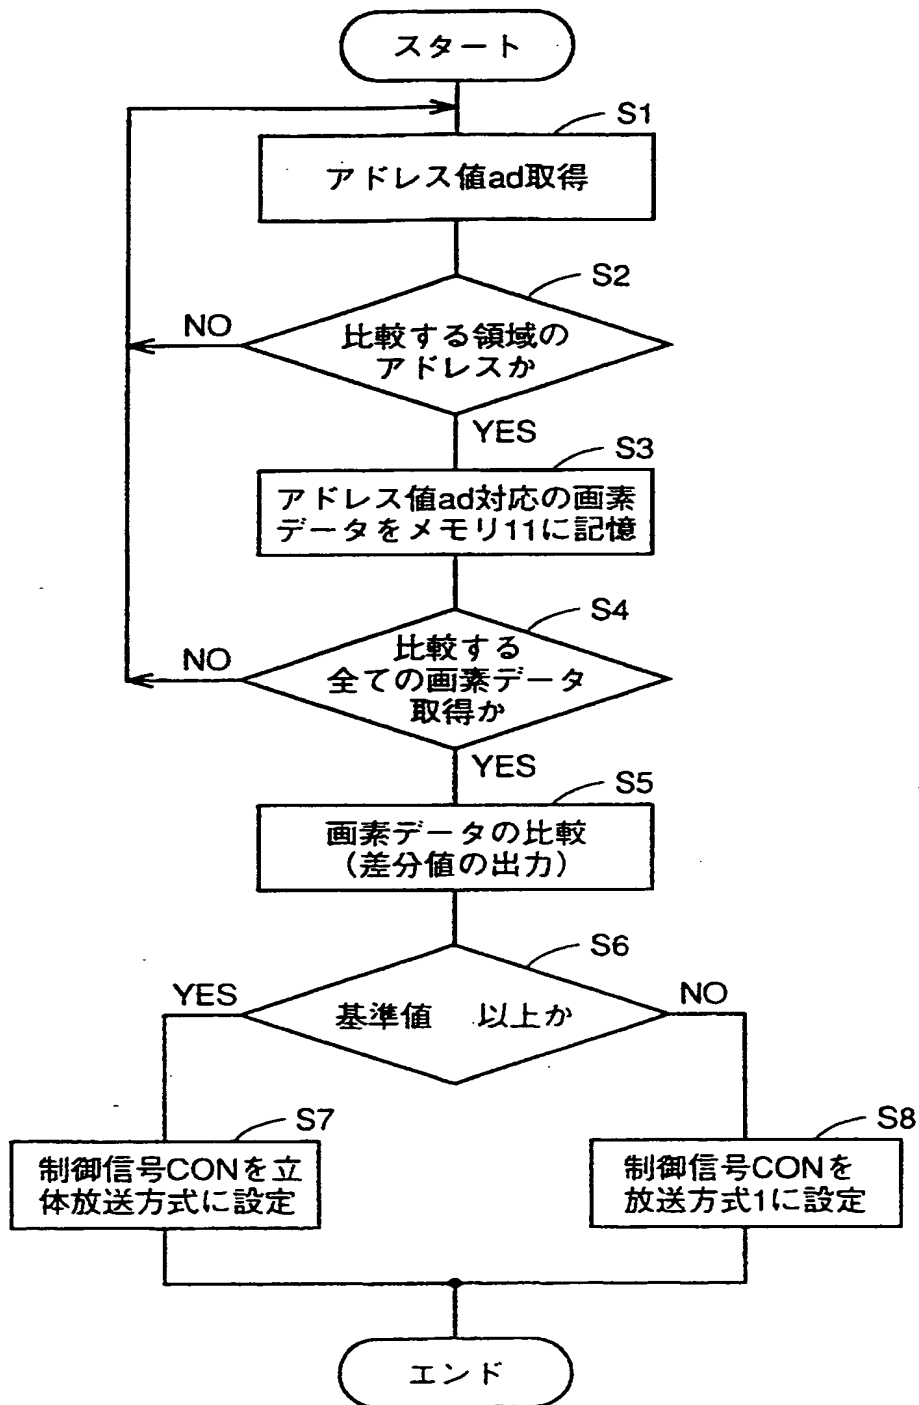 スタート
S1
アドレス値ad取得
S2
比較する領域の
アドレスか
NO
YES
S3
アドレス値ad対応の画素
データをメモリ11に記憶
S4
比較する
全ての画素データ
取得か
NO
YES
S5
画素データの比較
(差分値の出力)
S6
基準値 以上か
YES
NO
S7
制御信号CONを立
体放送方式に設定
S8
制御信号CONを
放送方式1に設定
エンド